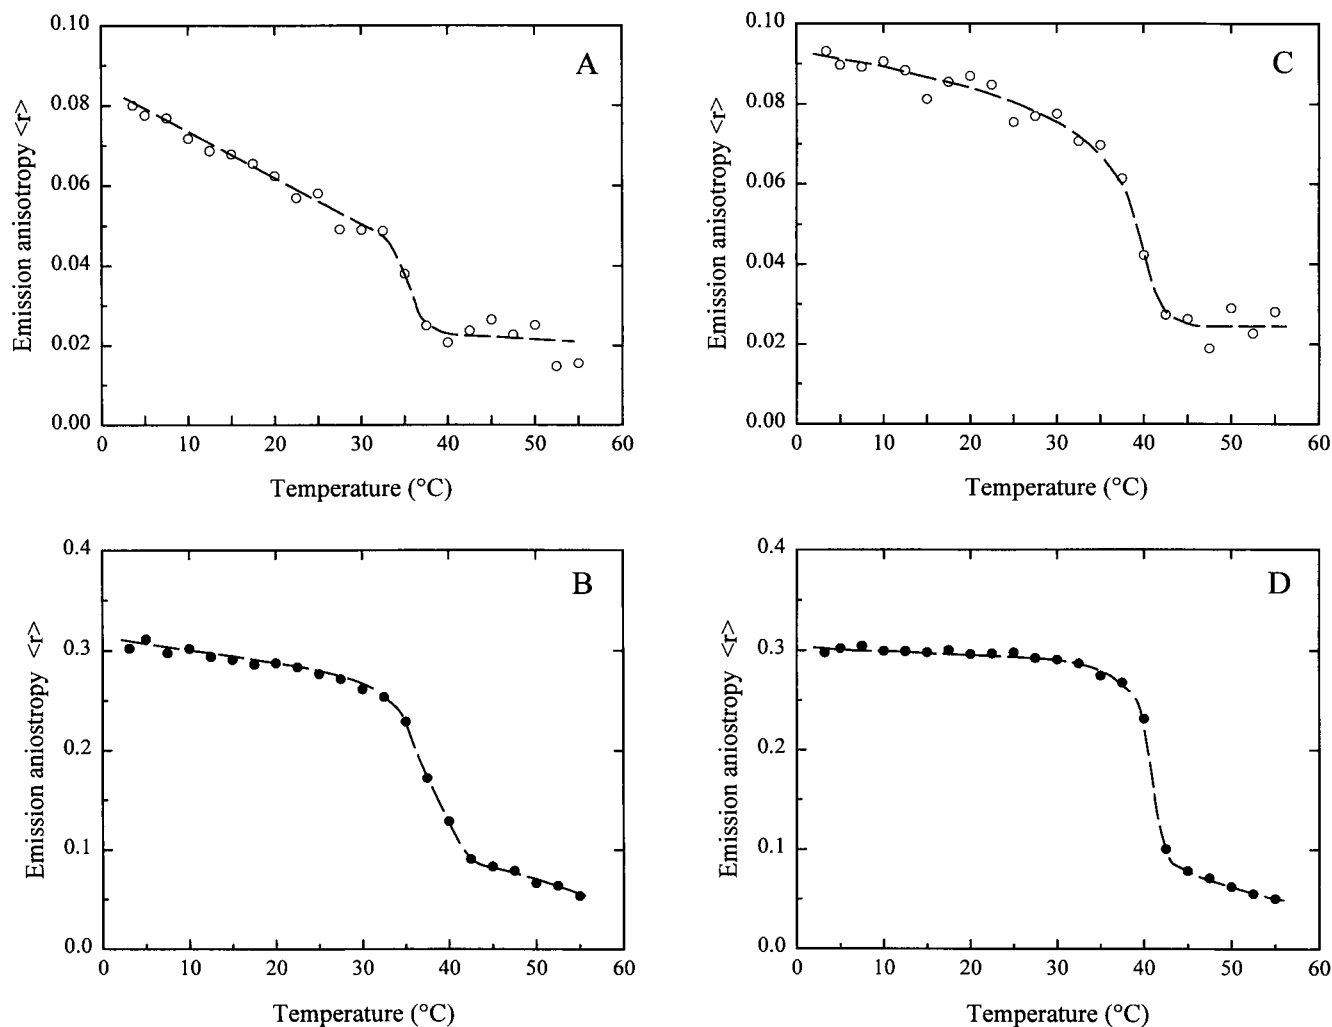 0.10
0.08
0.06
0.04
0.02
0.00
Emission anisotropy <r>
A
0 10 20 30 40 50 60
Temperature (°C)
0.10
0.08
0.06
0.04
0.02
0.00
Emission anisotropy <r>
C
0 10 20 30 40 50 60
Temperature (°C)
0.4
0.3
0.2
0.1
0.0
Emission aniostropy <r>
B
0 10 20 30 40 50 60
Temperature (°C)
0.4
0.3
0.2
0.1
0.0
Emission aniostropy <r>
D
0 10 20 30 40 50 60
Temperature (°C)